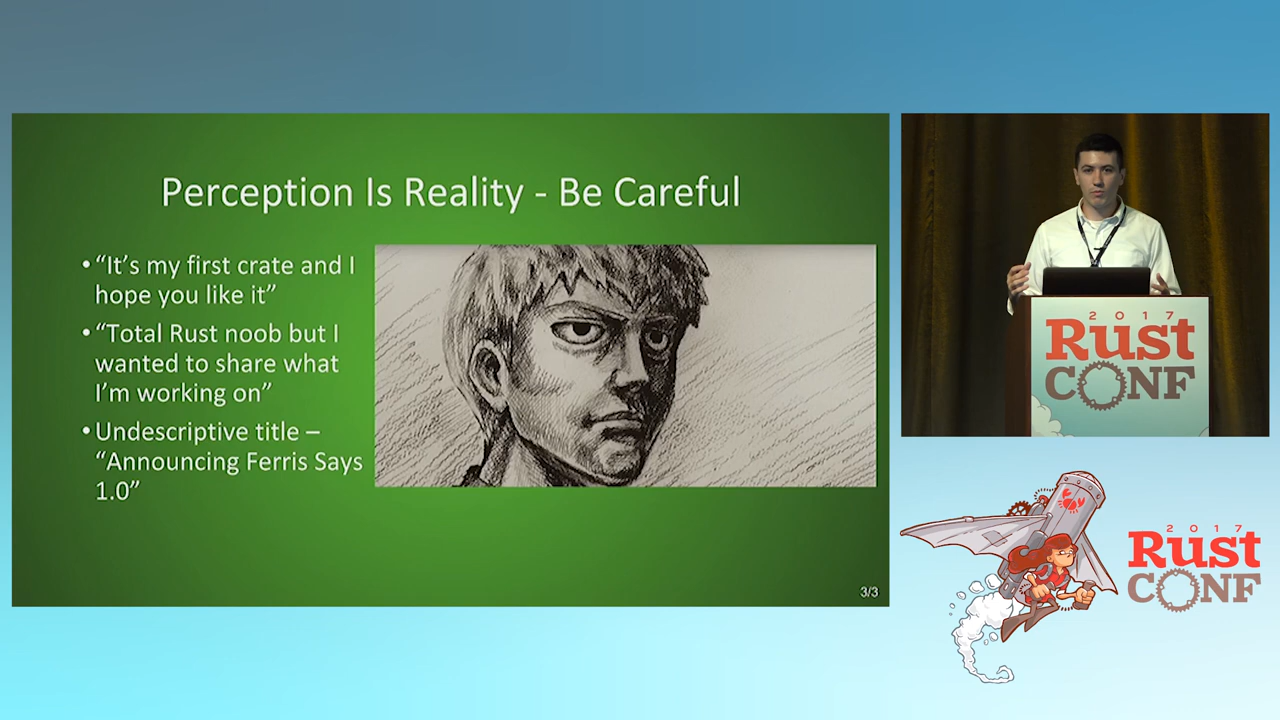 Perception Is Reality - Be Careful
•“It’s my first crate and I
hope you like it”
•“Total Rust noob but I
wanted to share what
I’m working on”
•Undescriptive title –
“Announcing Ferris Says
1.0”
3/3
2017
Rust
CONF
2017
Rust
CONF